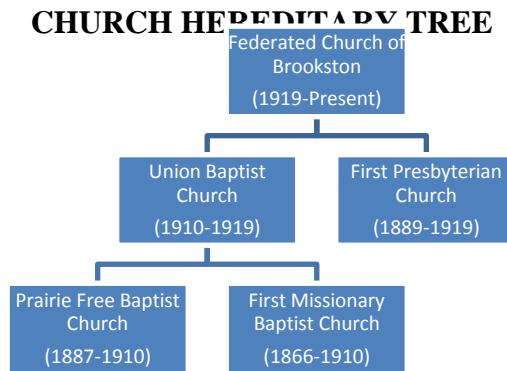 CHURCH HEREDITARY TREE
Federated Church of
Brookston
(1919-Present)
Union Baptist
Church
(1910-1919)
First Presbyterian
Church
(1889-1919)
Prairie Free Baptist
Church
(1887-1910)
First Missionary
Baptist Church
(1866-1910)